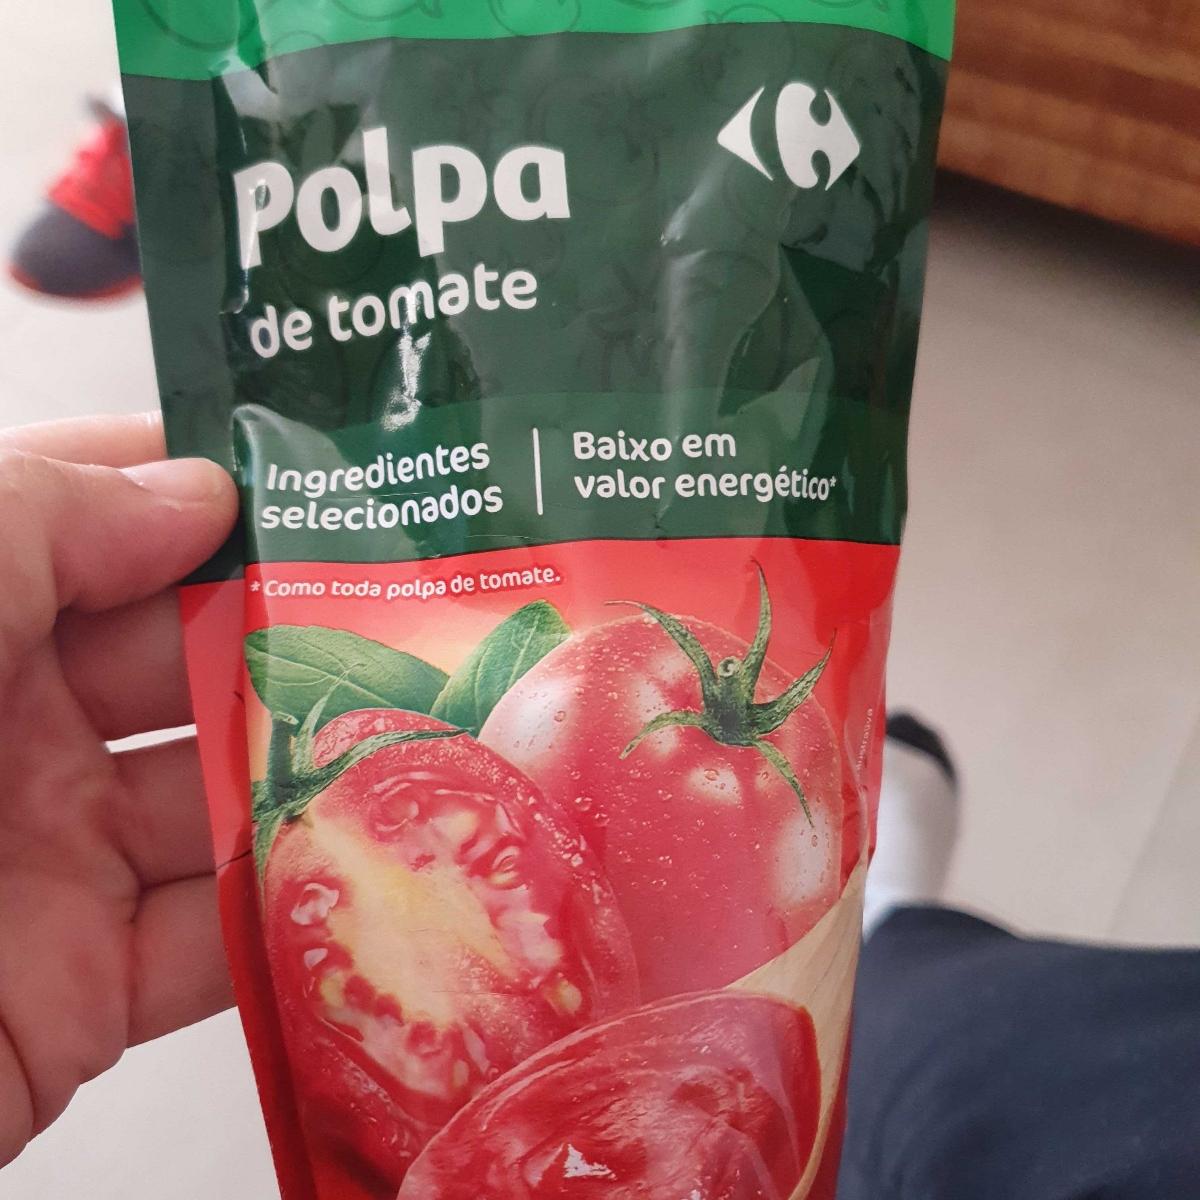 Polpa
de tomate
Ingredientes
selecionados
Baixo em
valor energético*
* Como toda polpa de tomate.